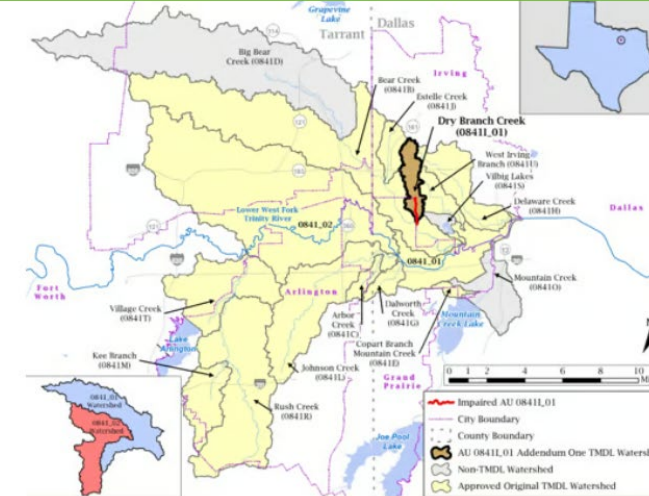 Grapevine
Lake
Dallas
Tarrant
Big Bear
Creek (0841D)
Irving
Bear Creek
(0841B)
Estelle Creek
(0841J)
Dry Branch Creek
(0841I_01)
West Irving
Branch (0841U)
Vilbig Lakes
(0841S)
Delaware Creek
(0841H)
Dallas
Lower West Fork
Trinity River
0841_02
0841_01
Fort
Worth
Arlington
Mountain Creek
(0841O)
Village Creek
(0841T)
Arbor
Creek
(0841C)
Dalworth
Creek
(0841G)
Mountain
Creek Lake
Lake
Arlington
Copart Branch
Mountain Creek
(0841E)
Kee Branch
(0841M)
Johnson Creek
(0841L)
Grand
Prairie
Rush Creek
(0841R)
Joe Pool
Lake
0841_01
Watershed
0841_02
Watershed
0 1 2 4 6 8 10
Impaired AU 0841I_01
City Boundary
County Boundary
AU 0841I_01 Addendum One TMDL Watersh
Non-TMDL Watershed
Approved Original TMDL Watershed